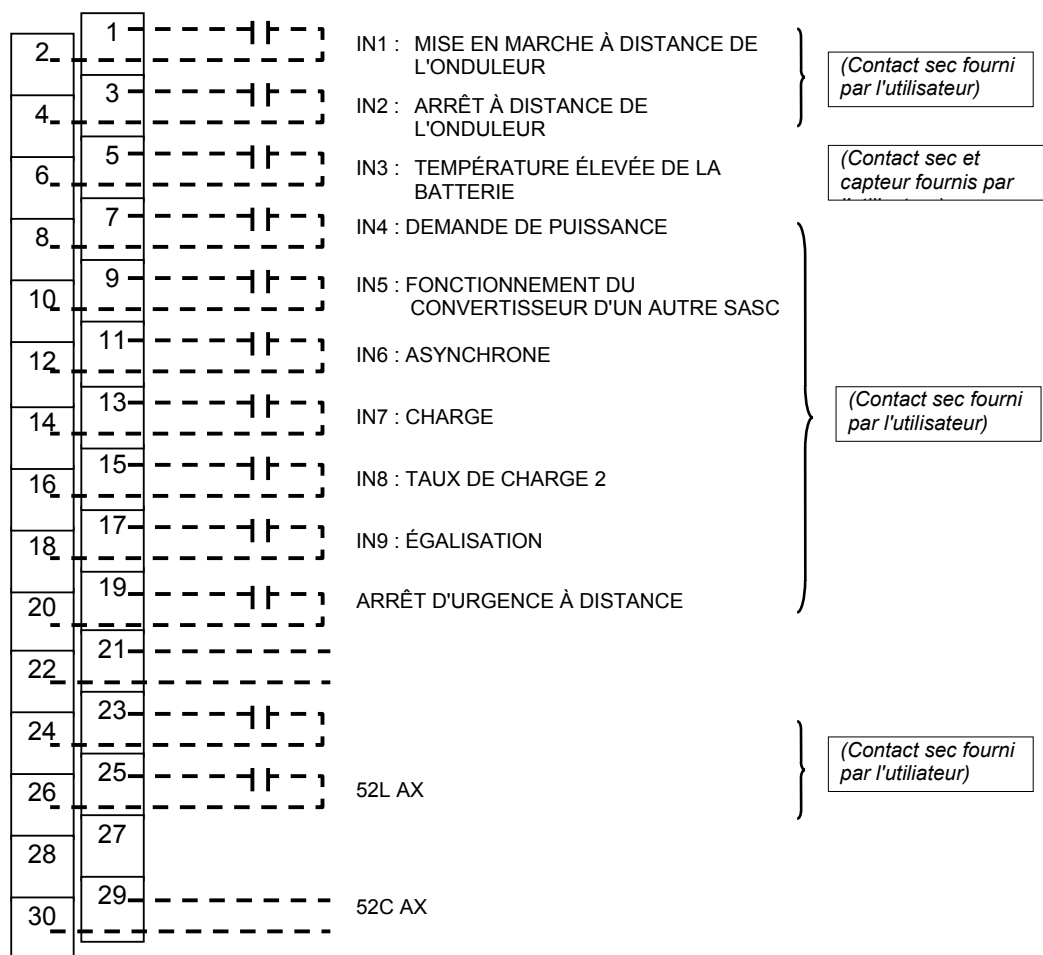 1
2
IN1 : MISE EN MARCHE À DISTANCE DE
L'ONDULEUR
(Contact sec fourni
par l'utilisateur)
3
4
IN2 : ARRÊT À DISTANCE DE
L'ONDULEUR
5
6
IN3 : TEMPÉRATURE ÉLEVÉE DE LA
BATTERIE
(Contact sec et
capteur fournis par
7
8
IN4 : DEMANDE DE PUISSANCE
9
10
IN5 : FONCTIONNEMENT DU
CONVERTISSEUR D'UN AUTRE SASC
11
12
IN6 : ASYNCHRONE
13
14
IN7 : CHARGE
(Contact sec fourni
par l'utilisateur)
15
16
IN8 : TAUX DE CHARGE 2
17
18
IN9 : ÉGALISATION
19
20
ARRÊT D'URGENCE À DISTANCE
21
22
23
24
(Contact sec fourni
par l'utiliateur)
25
26
52L AX
27
28
29
30
52C AX